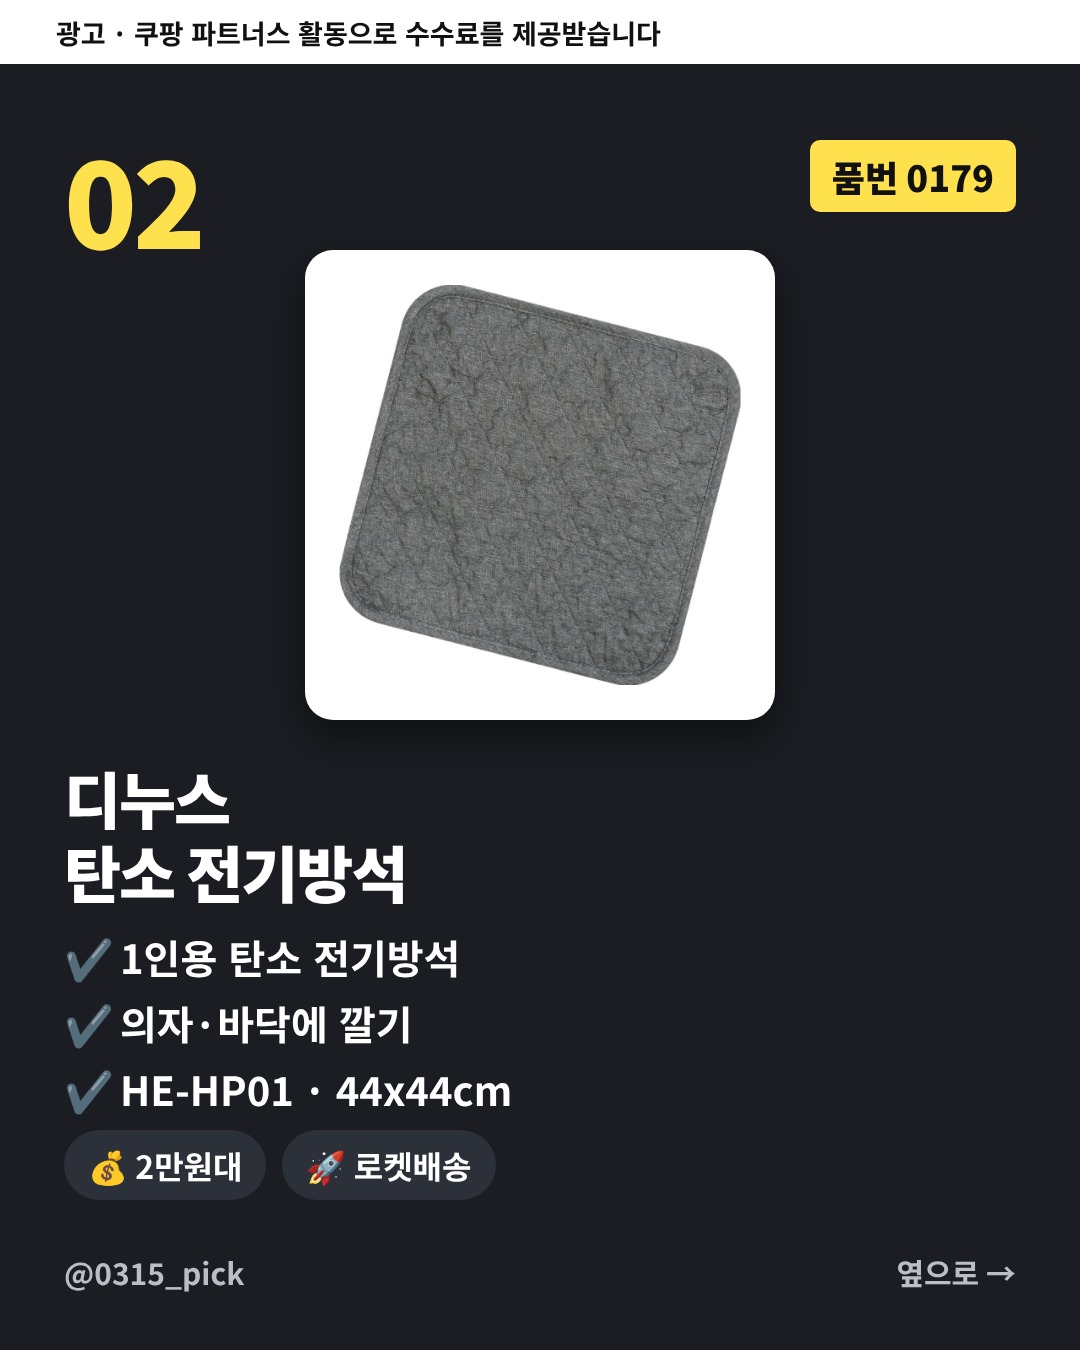 광고 · 쿠팡 파트너스 활동으로 수수료를 제공받습니다
02
품번 0179
디누스
탄소 전기방석
✔️ 1인용 탄소 전기방석
✔️ 의자·바닥에 깔기
✔️ HE-HP01 · 44x44cm
💰 2만원대
🚀 로켓배송
@0315_pick
옆으로 →